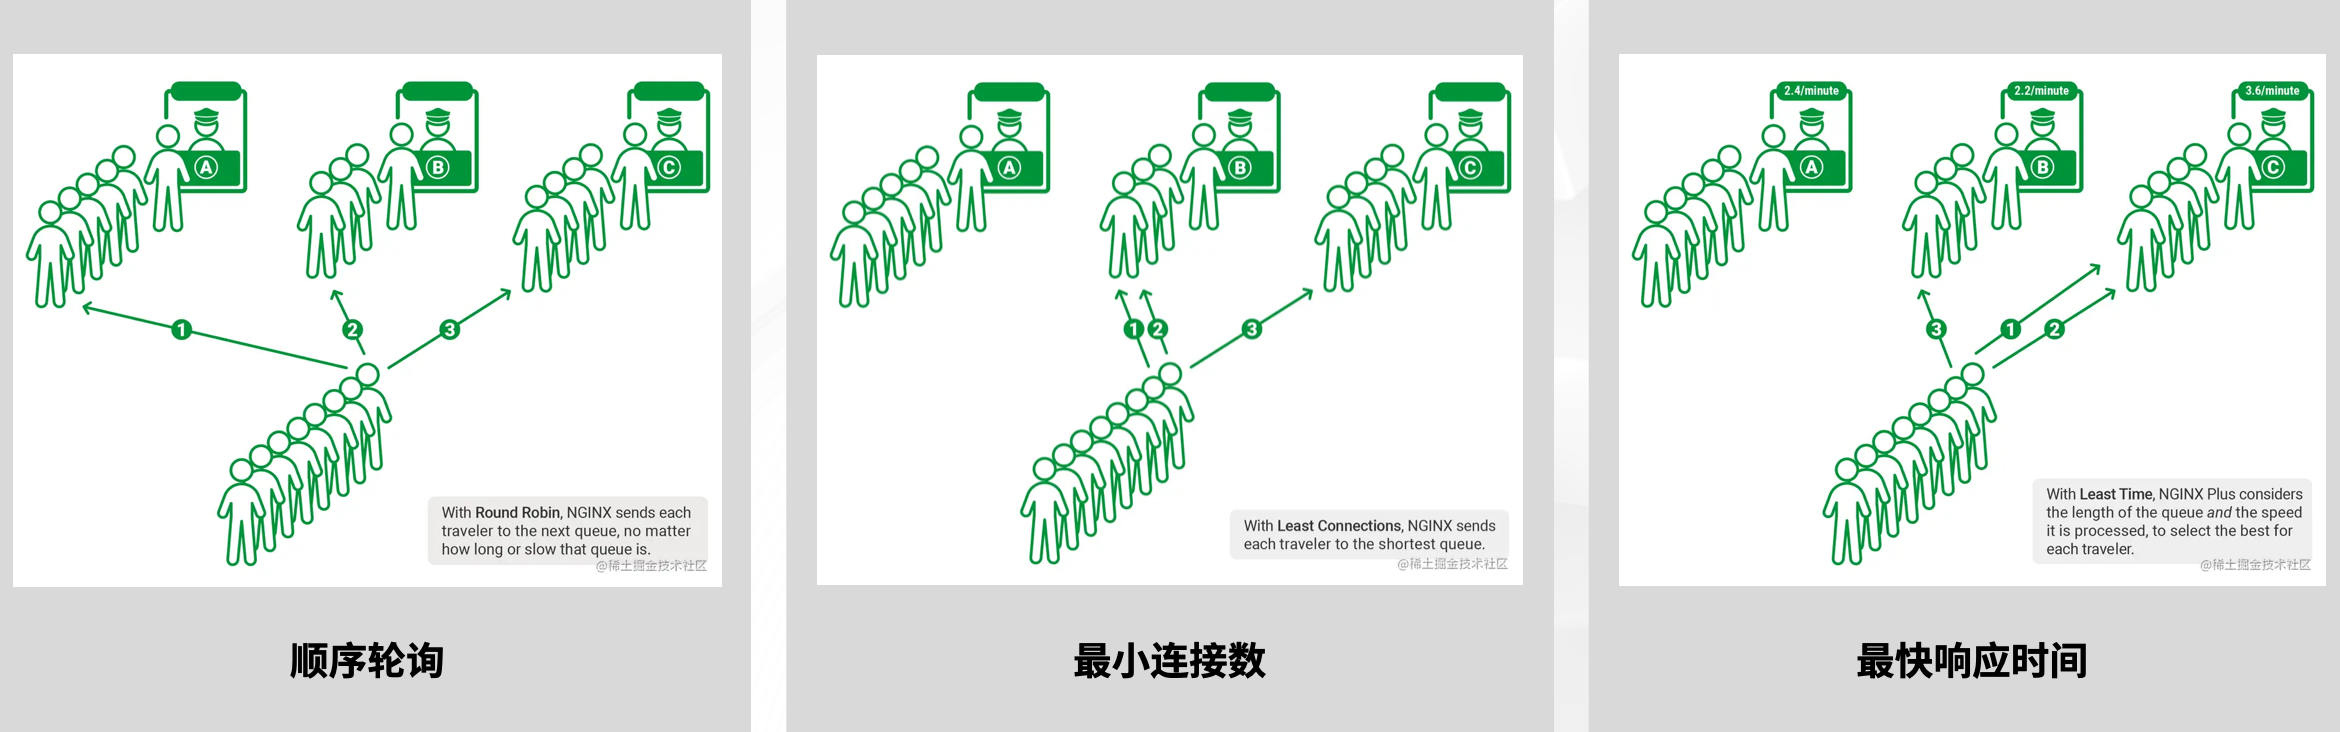 A
B
C
1
2
3
With Round Robin, NGINX sends each
traveler to the next queue, no matter
how long or slow that queue is.
@稀土掘金技术社区
顺序轮询
A
B
C
1
2
3
With Least Connections, NGINX sends
each traveler to the shortest queue.
@稀土掘金技术社区
最小连接数
2.4/minute
2.2/minute
3.6/minute
A
B
C
3
1
2
With Least Time, NGINX Plus considers
the length of the queue and the speed
it is processed, to select the best for
each traveler.
@稀土掘金技术社区
最快响应时间